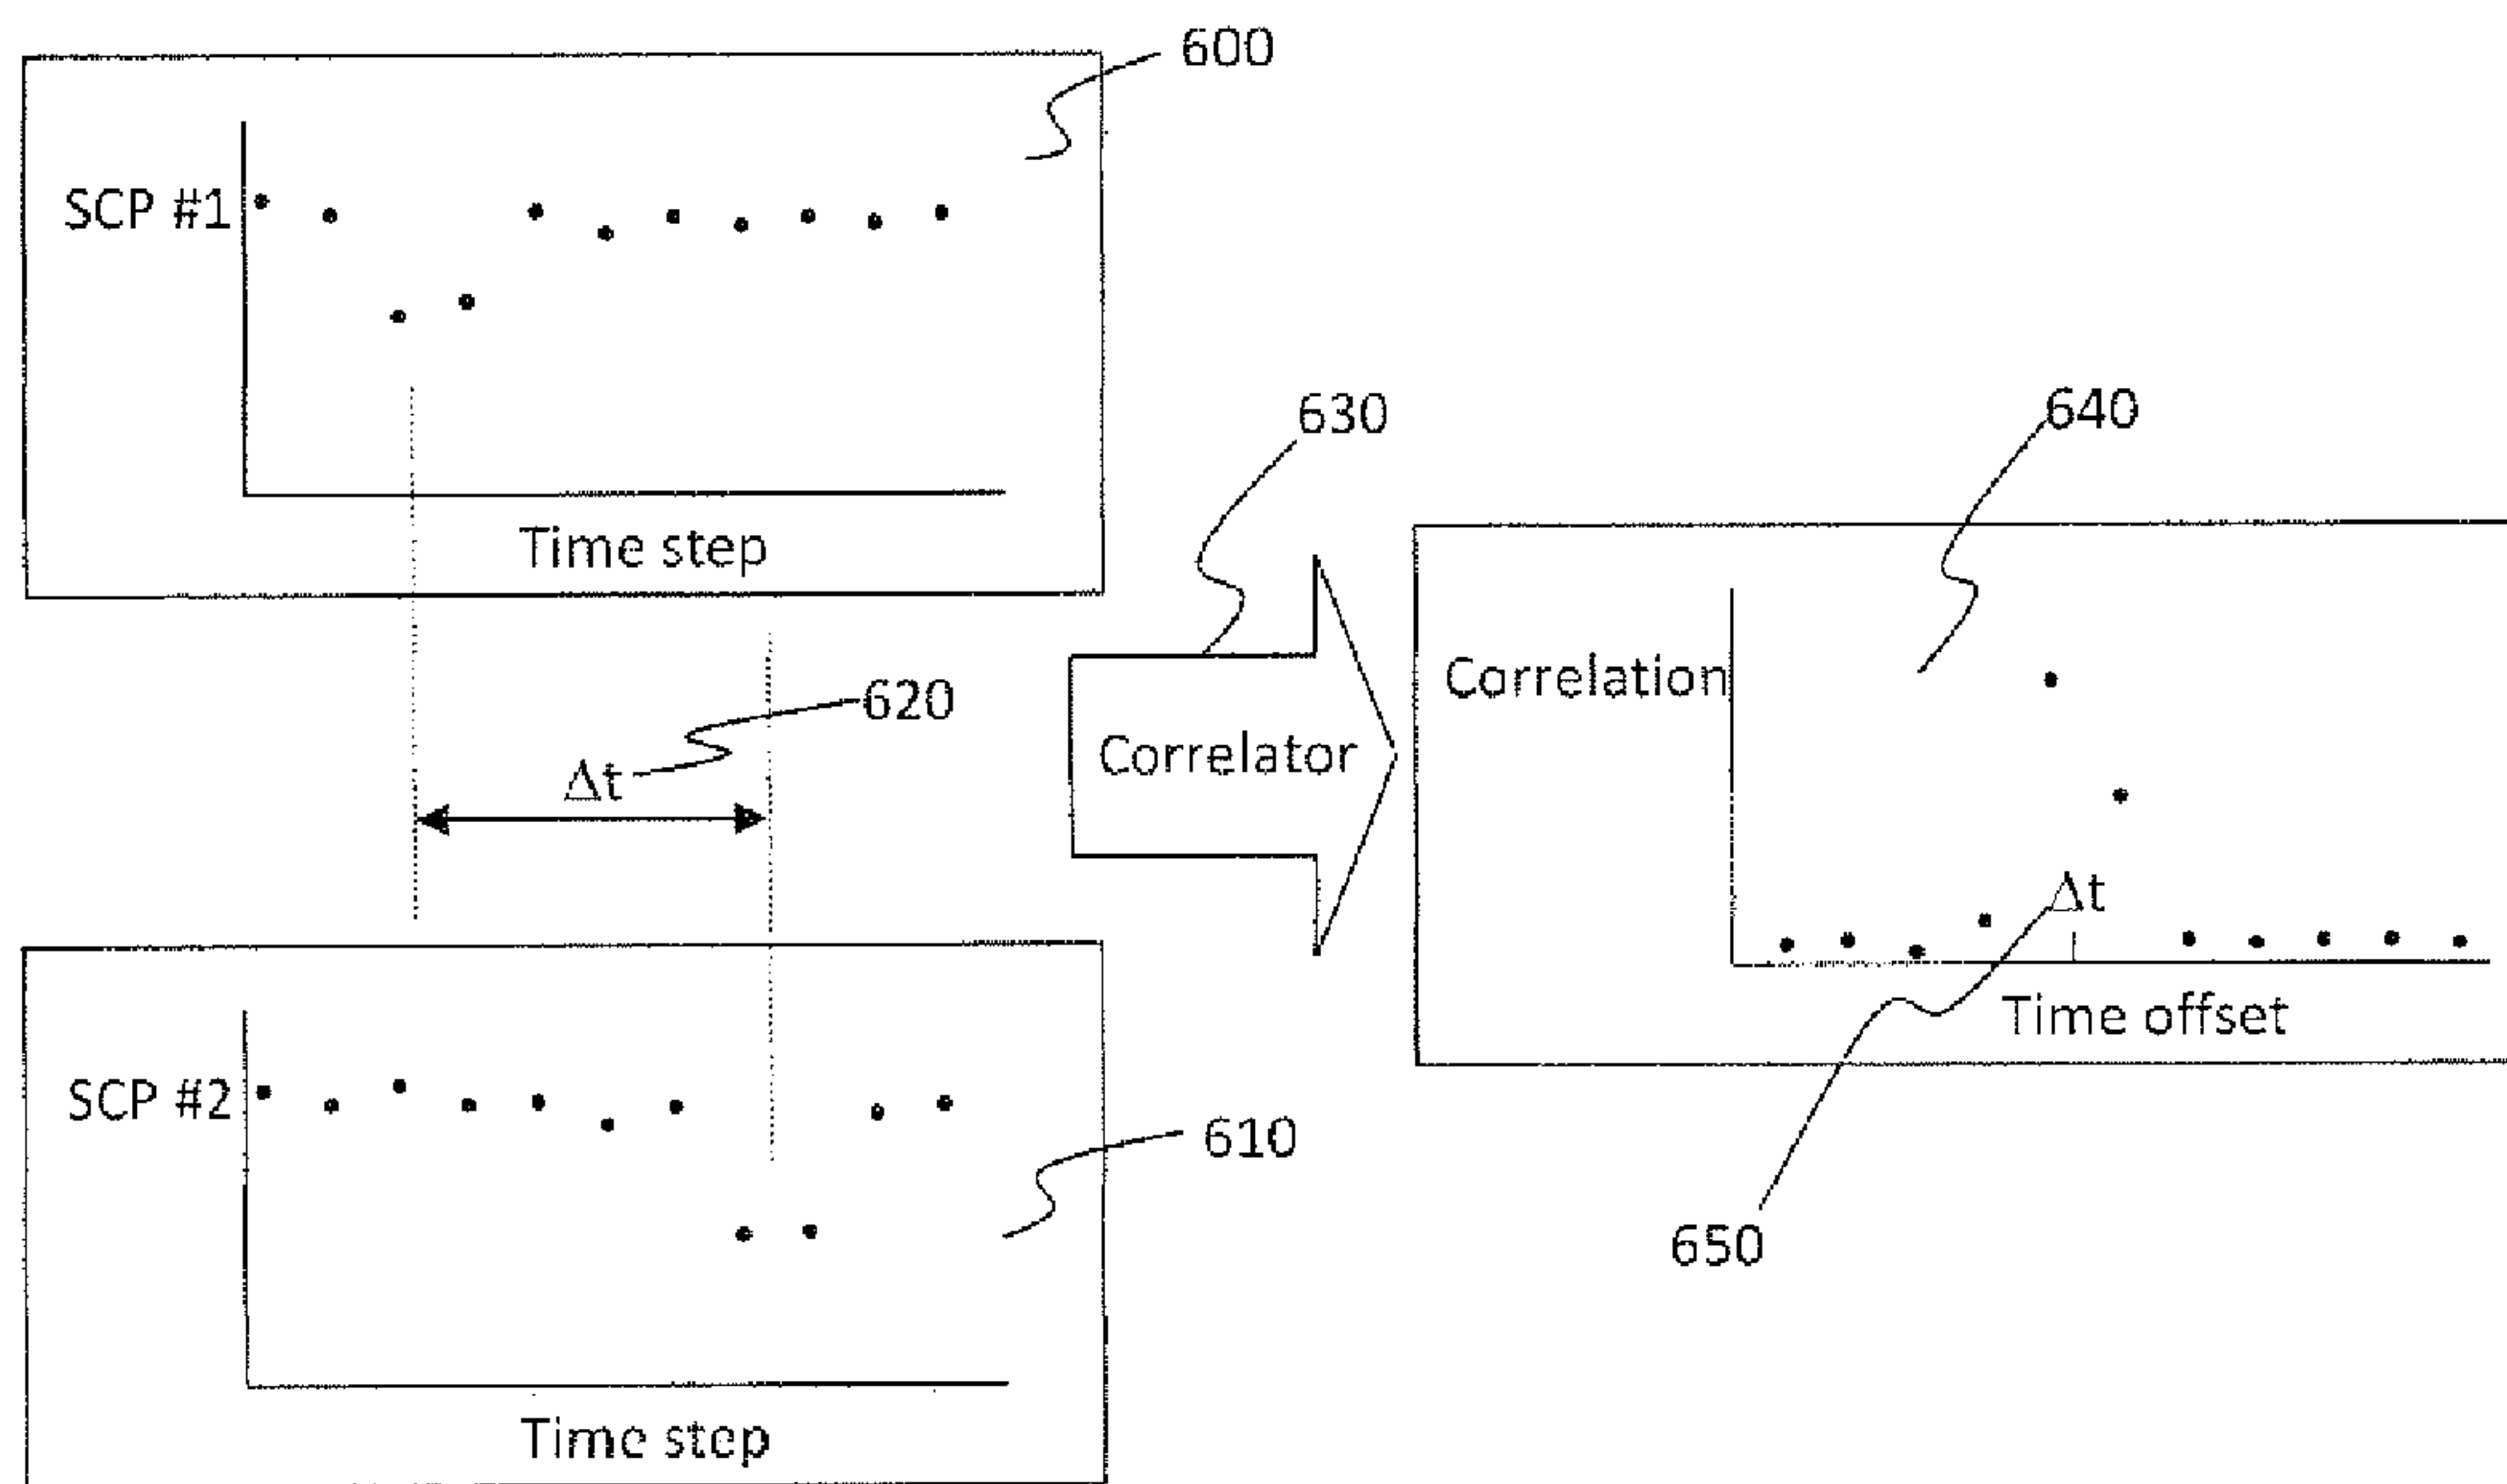 600
SCP #1
Time step
620
Δt
630
Correlator
640
Correlation
Δt
Time offset
650
SCP #2
610
Time step